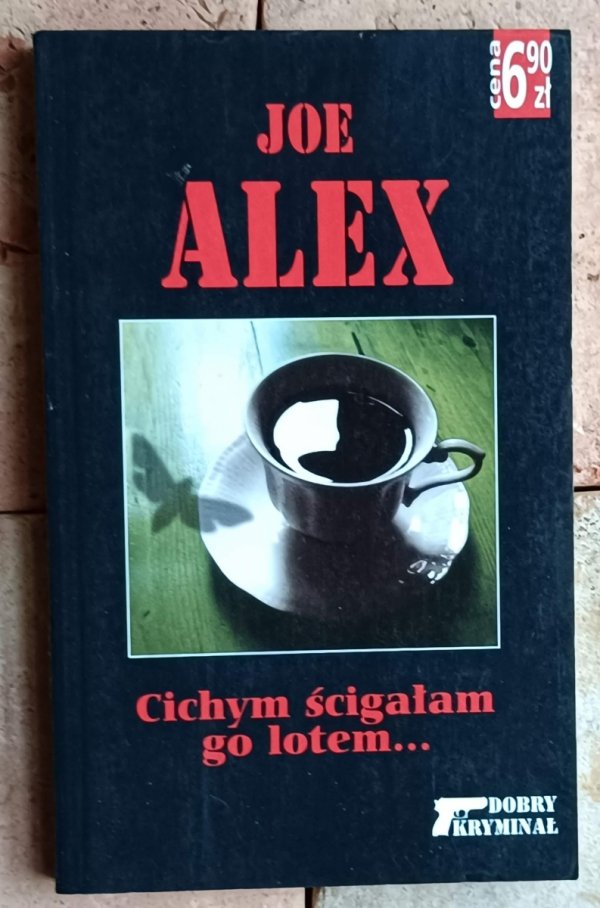 cena 6 90 zł
JOE
ALEX
Cichym ścigałam
go lotem...
DOBRY
KRYMINAŁ